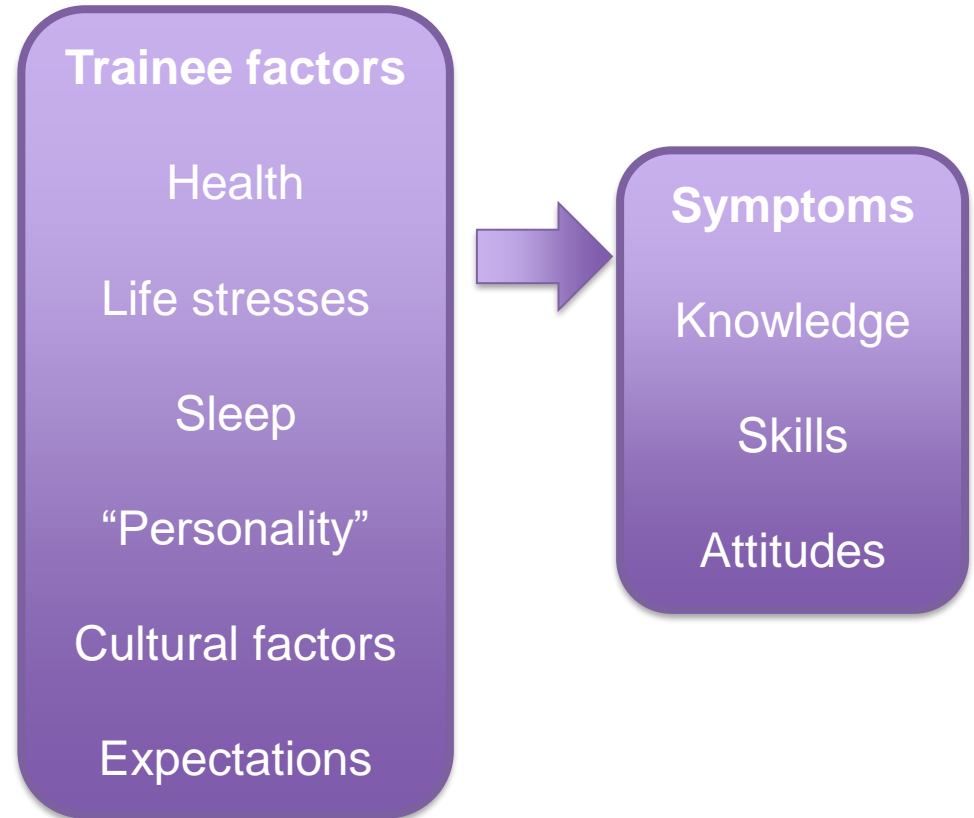 Trainee factors
Health
Life stresses
Sleep
“Personality”
Cultural factors
Expectations
Symptoms
Knowledge
Skills
Attitudes